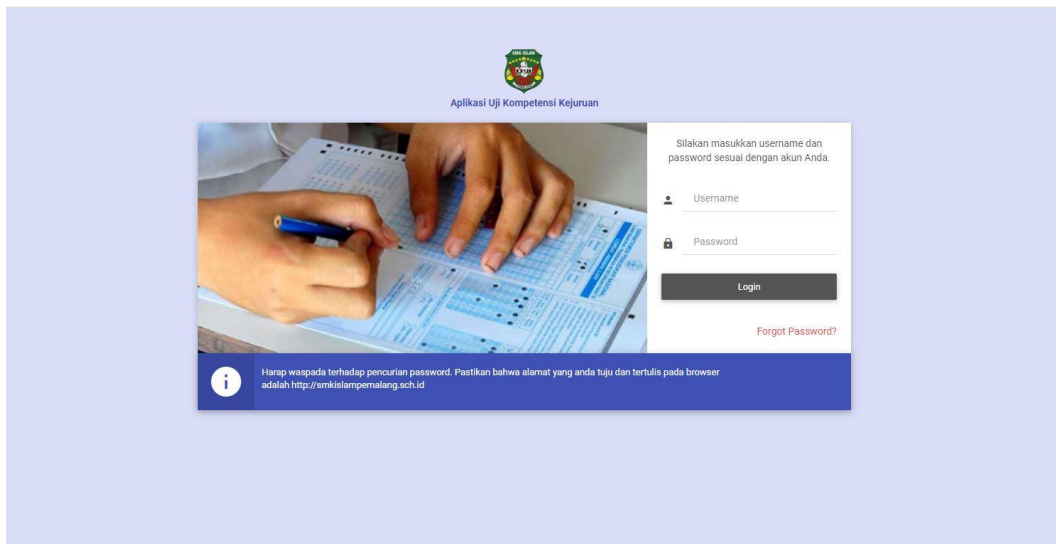 SMK ISLAM
Aplikasi Uji Kompetensi Kejuruan
Silakan masukkan username dan
password sesuai dengan akun Anda.
Username
Password
Login
Forgot Password?
Harap waspada terhadap pencurian password. Pastikan bahwa alamat yang anda tuju dan tertulis pada browser
adalah http://smkislampemalang.sch.id